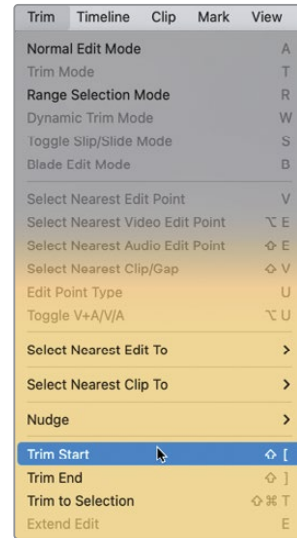 Trim Timeline Clip Mark View
Normal Edit Mode A
Trim Mode T
Range Selection Mode R
Dynamic Trim Mode W
Toggle Slip/Slide Mode S
Blade Edit Mode B
Select Nearest Edit Point V
Select Nearest Video Edit Point ⌥ E
Select Nearest Audio Edit Point ⇧ E
Select Nearest Clip/Gap ⇧ V
Edit Point Type U
Toggle V+A/V/A ⌥ U
Select Nearest Edit To >
Select Nearest Clip To >
Nudge >
Trim Start ⇧ [
Trim End ⇧ ]
Trim to Selection ⇧ ⌘ T
Extend Edit E